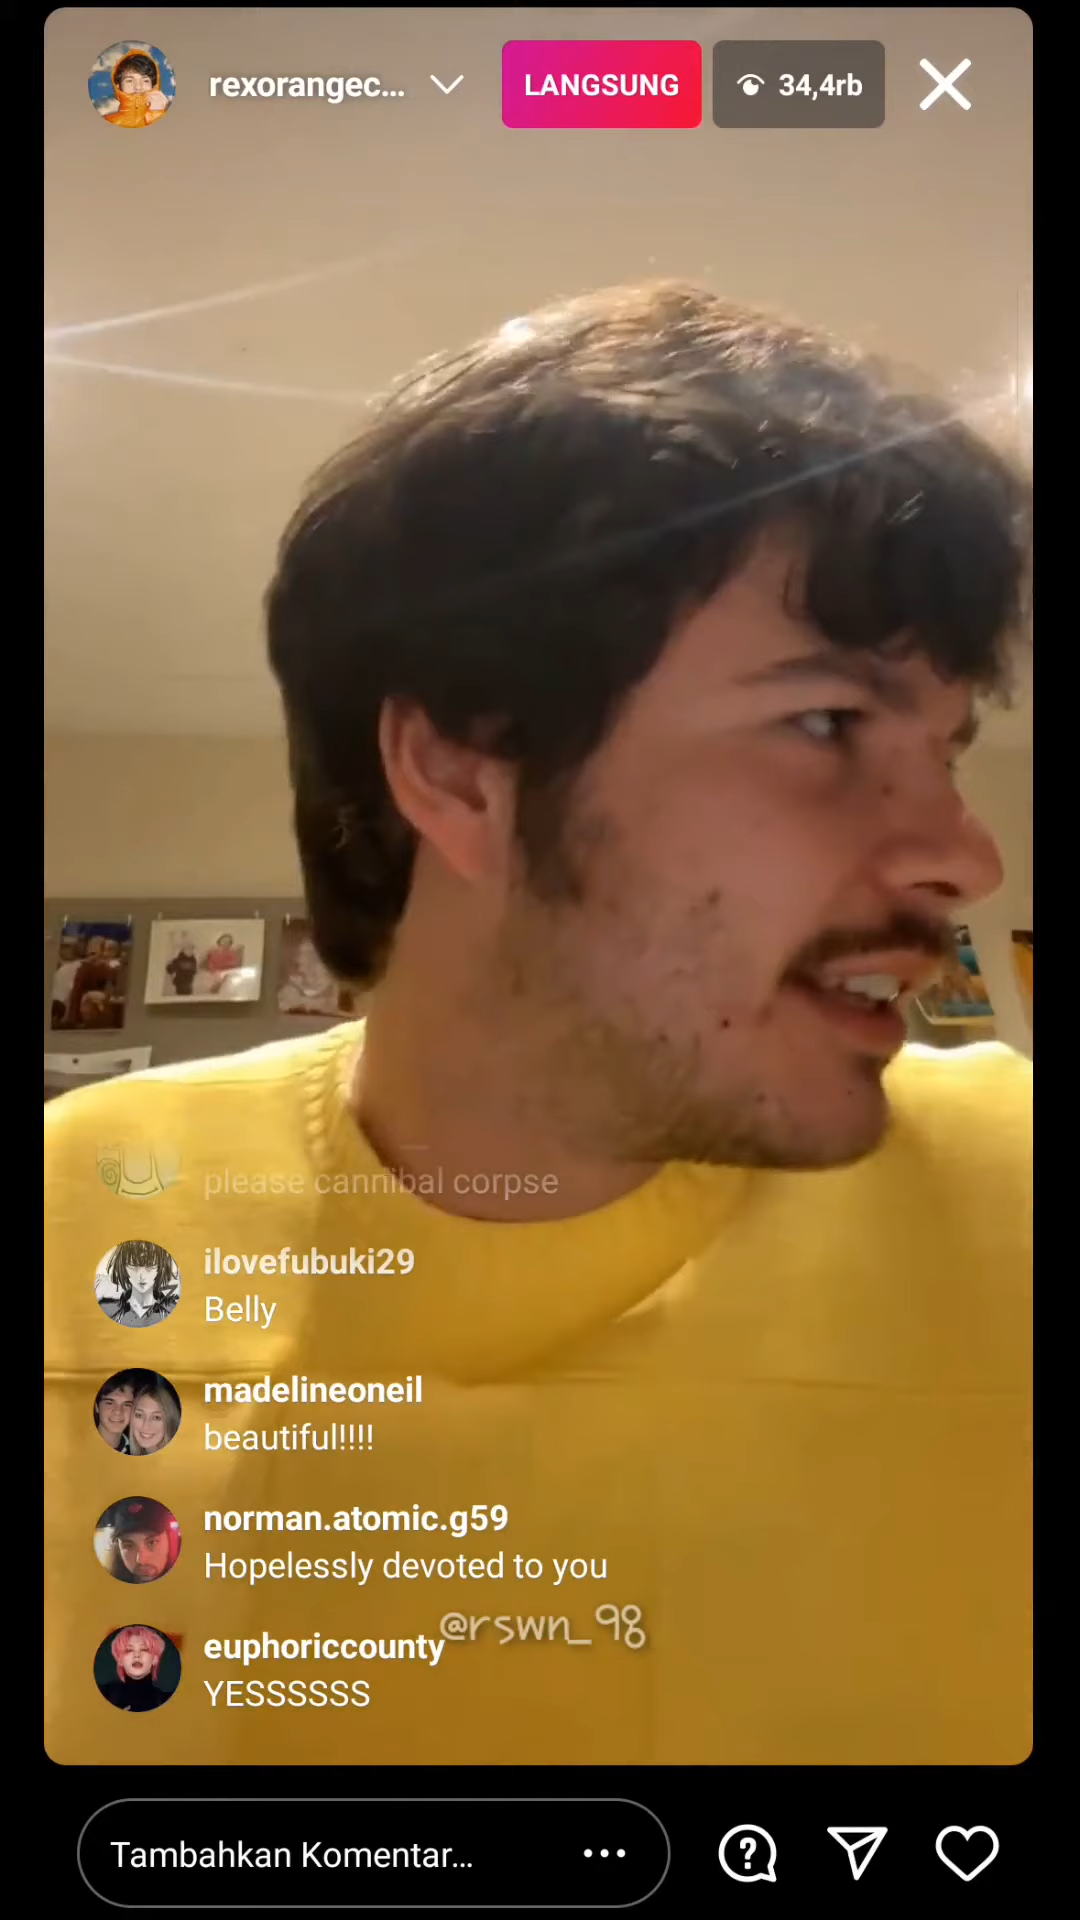 rexorangec...
LANGSUNG
34,4rb
please cannibal corpse
ilovefubuki29
Belly
madelineoneil
beautiful!!!!
norman.atomic.g59
Hopelessly devoted to you
@rswn_98
euphoriccounty
YESSSSSS
Tambahkan Komentar...